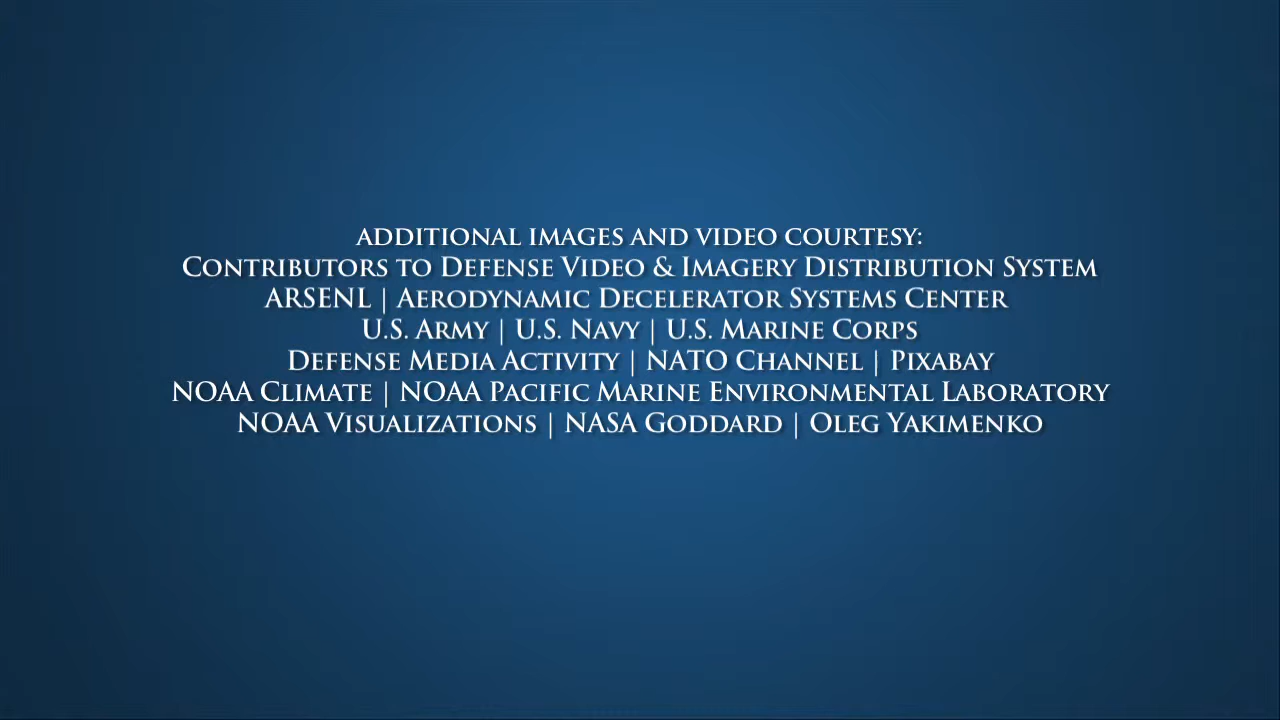 ADDITIONAL IMAGES AND VIDEO COURTESY:
Contributors to Defense Video & Imagery Distribution System
ARSENL | Aerodynamic Decelerator Systems Center
U.S. Army | U.S. Navy | U.S. Marine Corps
Defense Media Activity | NATO Channel | Pixabay
NOAA Climate | NOAA Pacific Marine Environmental Laboratory
NOAA Visualizations | NASA Goddard | Oleg Yakimenko